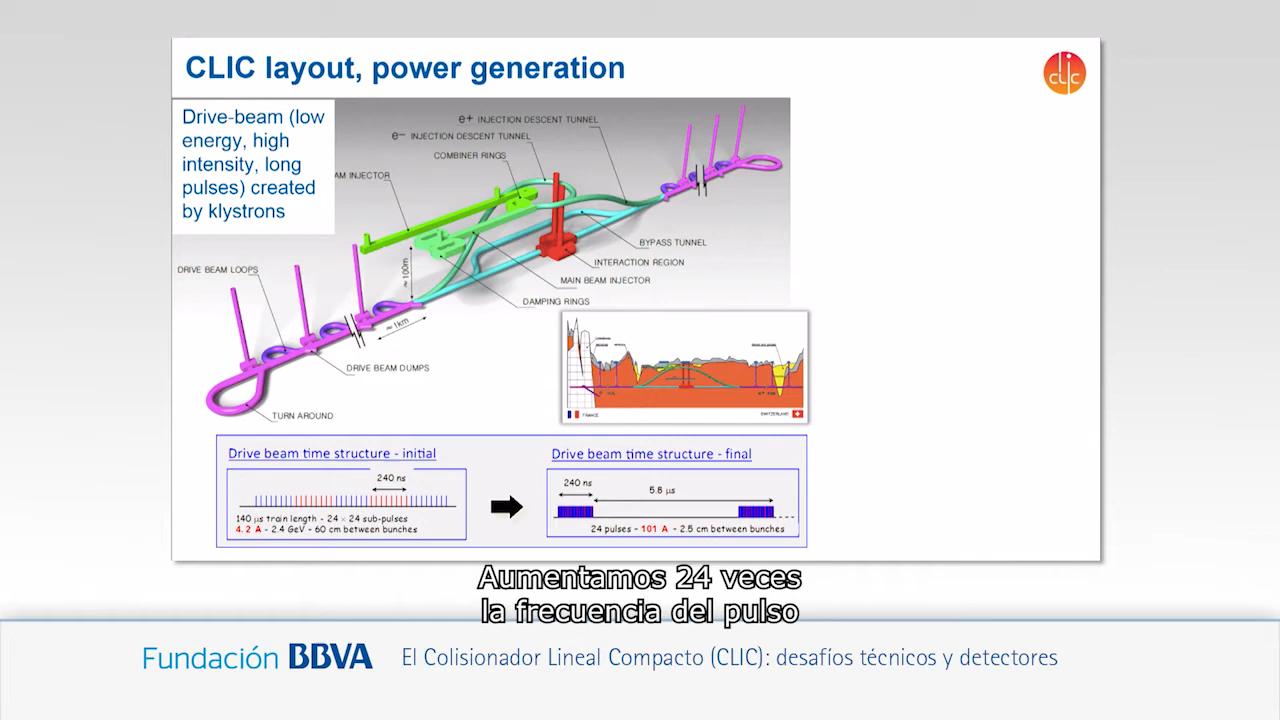 CLIC layout, power generation
CLIC
Drive-beam (low
energy, high
intensity, long
pulses) created
by klystrons
e+ INJECTION DESCENT TUNNEL
e- INJECTION DESCENT TUNNEL
COMBINER RINGS
AM INJECTOR
BYPASS TUNNEL
INTERACTION REGION
MAIN BEAM INJECTOR
DAMPING RINGS
DRIVE BEAM LOOPS
≈100m
≈ 1km
DRIVE BEAM DUMPS
TURN AROUND
FRANCE
SWITZERLAND
Drive beam time structure - initial
240 ns
140 μs train length - 24 × 24 sub-pulses
4.2 A - 2.4 GeV - 60 cm between bunches
Drive beam time structure - final
240 ns
5.8 μs
24 pulses - 101 A - 2.5 cm between bunches
Aumentamos 24 veces
la frecuencia del pulso
Fundación BBVA
El Colisionador Lineal Compacto (CLIC): desafíos técnicos y detectores